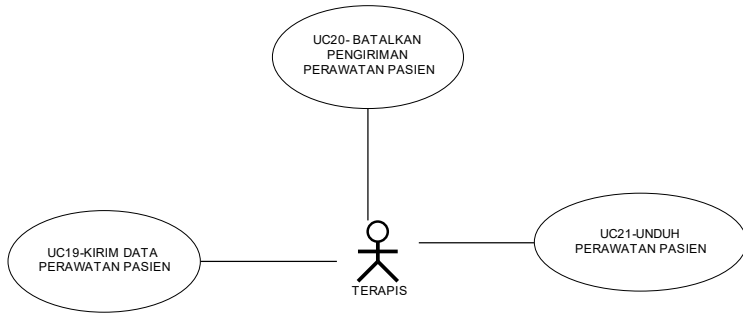 UC20- BATALKAN
PENGIRIMAN
PERAWATAN PASIEN
UC19-KIRIM DATA
PERAWATAN PASIEN
UC21-UNDUH
PERAWATAN PASIEN
TERAPIS